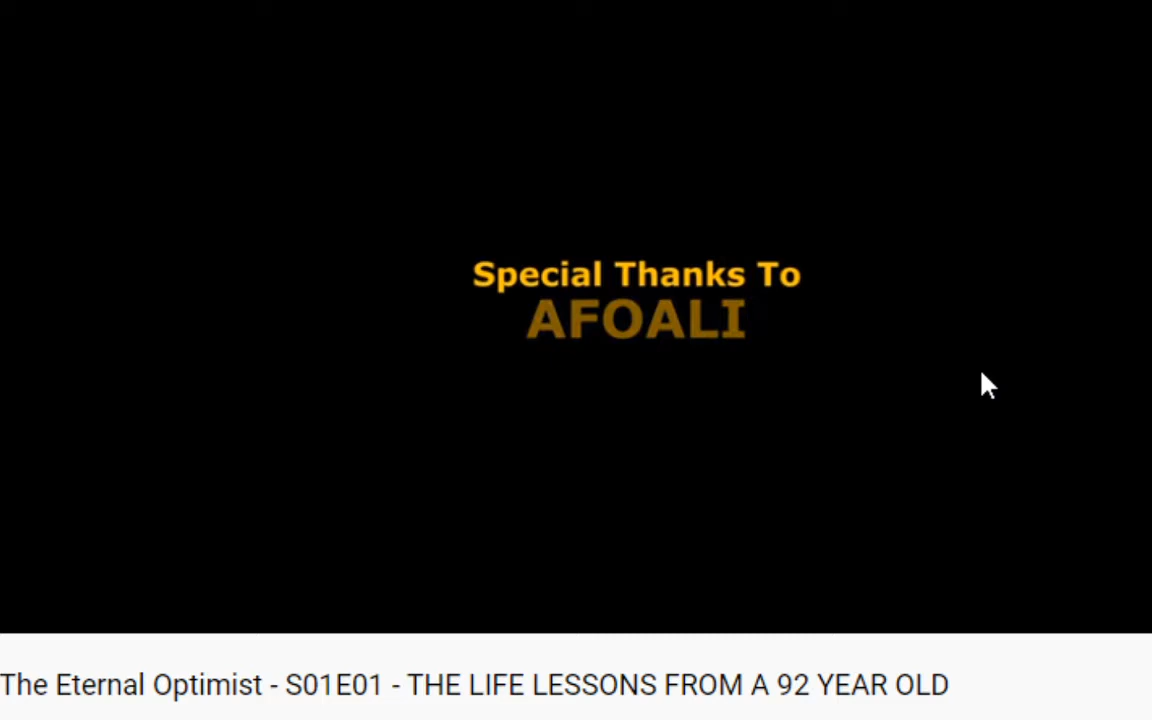 Special Thanks To
AFOALI
The Eternal Optimist - S01E01 - THE LIFE LESSONS FROM A 92 YEAR OLD